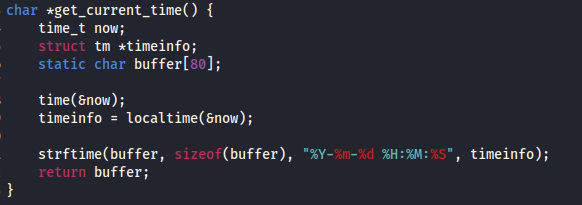 char *get_current_time() {
    time_t now;
    struct tm *timeinfo;
    static char buffer[80];

    time(&now);
    timeinfo = localtime(&now);

    strftime(buffer, sizeof(buffer), "%Y-%m-%d %H:%M:%S", timeinfo);
    return buffer;
}